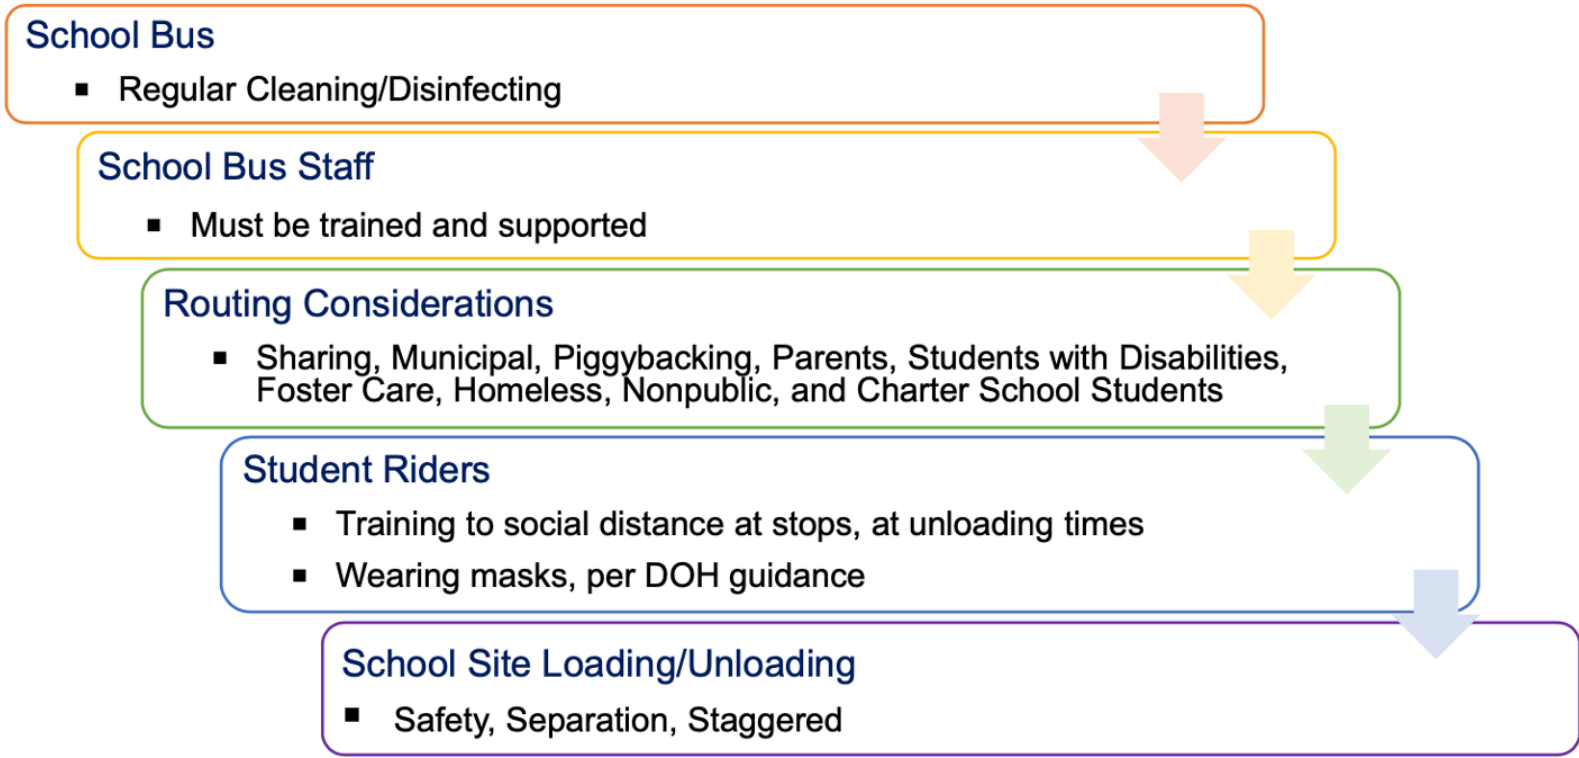 School Bus
▪ Regular Cleaning/Disinfecting
School Bus Staff
▪ Must be trained and supported
Routing Considerations
▪ Sharing, Municipal, Piggybacking, Parents, Students with Disabilities,
Foster Care, Homeless, Nonpublic, and Charter School Students
Student Riders
▪ Training to social distance at stops, at unloading times
▪ Wearing masks, per DOH guidance
School Site Loading/Unloading
▪ Safety, Separation, Staggered